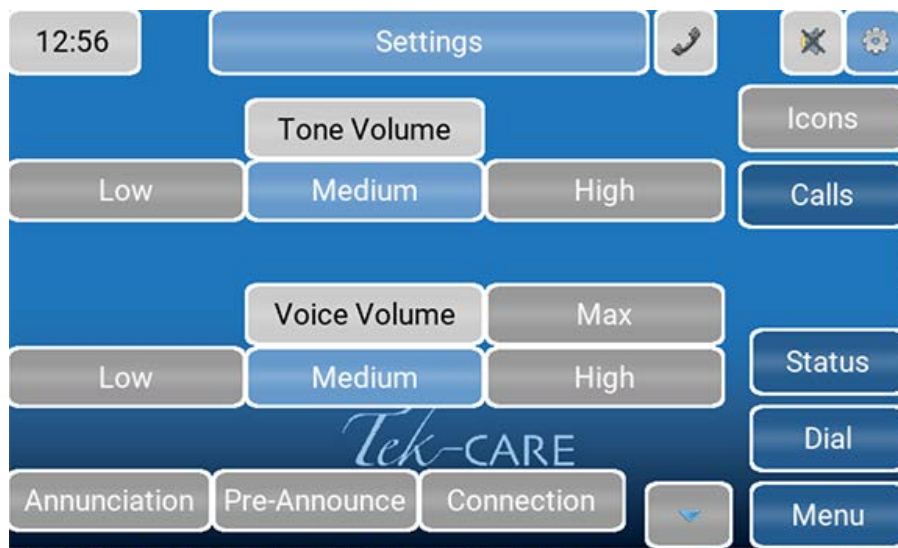 12:56 Settings
Icons
Tone Volume
Low Medium High Calls
Voice Volume Max
Low Medium High Status
Tek-CARE
Dial
Annunciation Pre-Announce Connection Menu